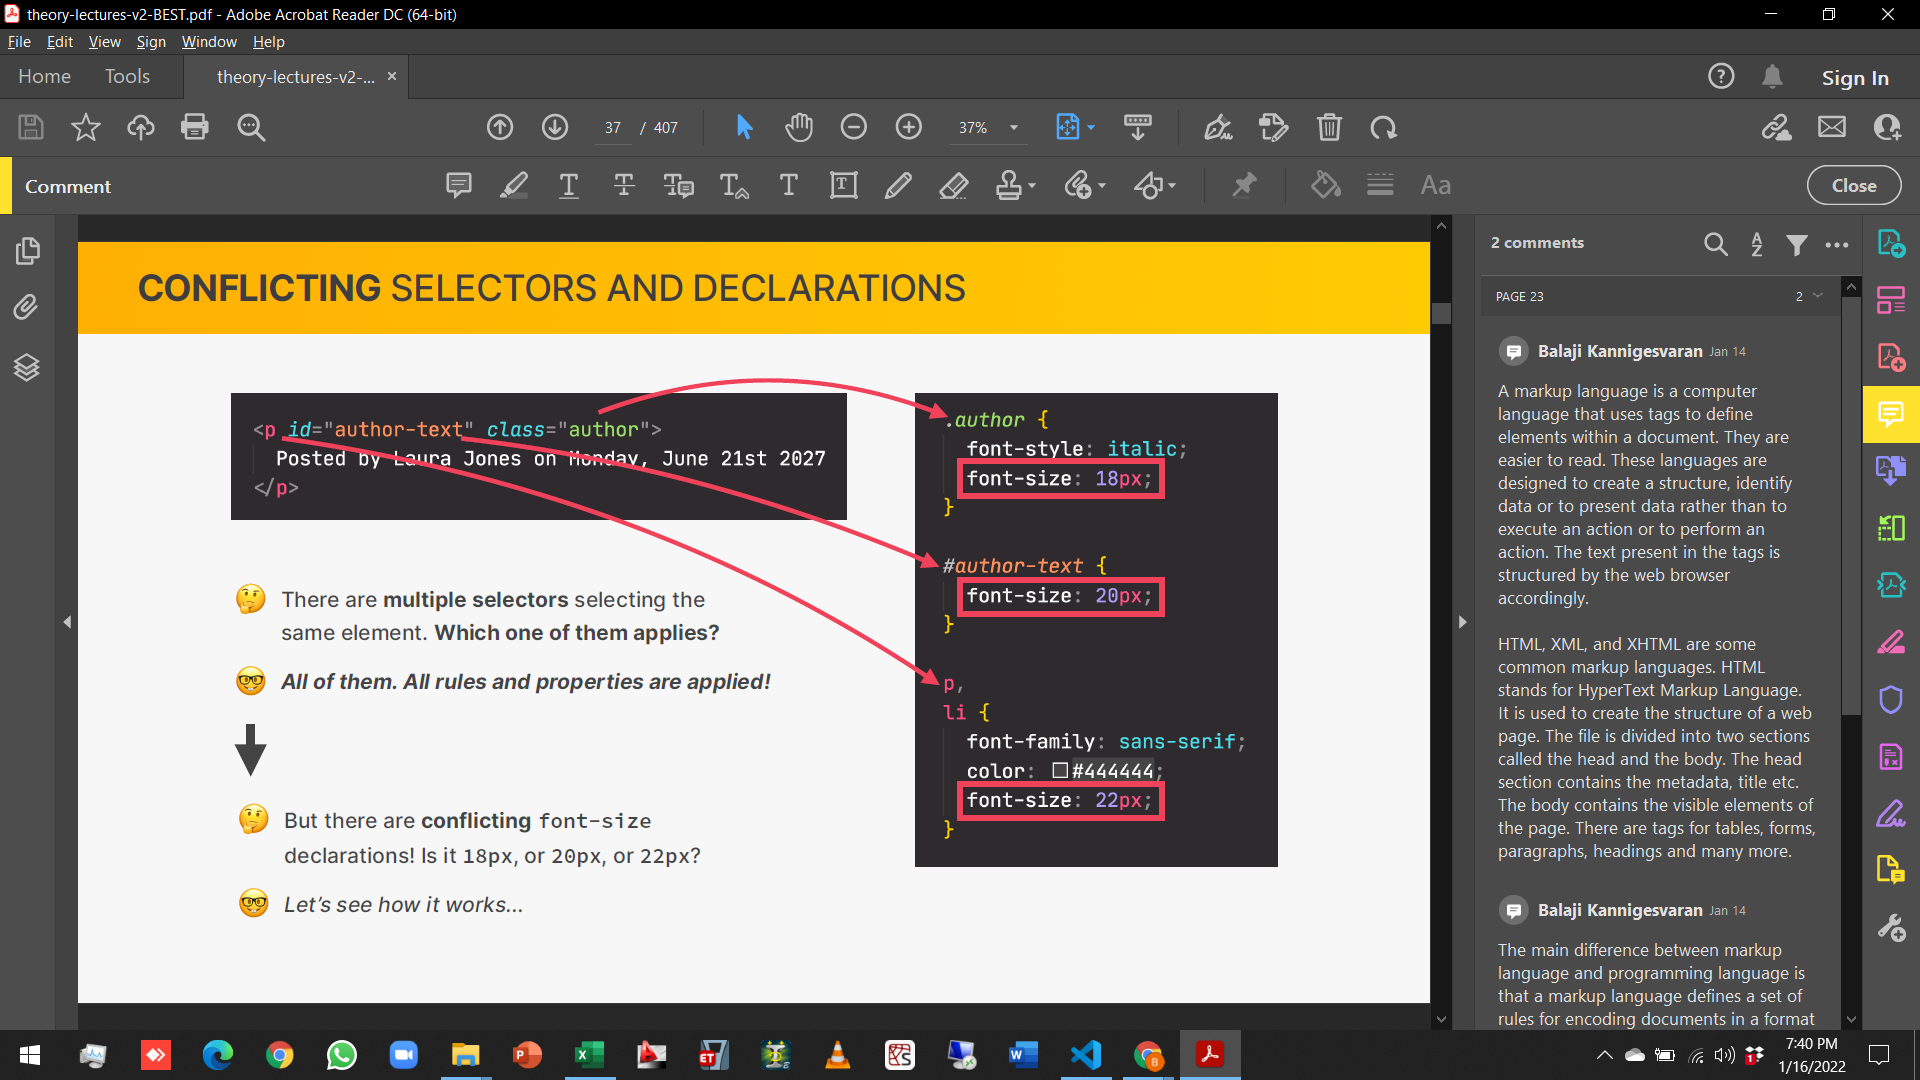 theory-lectures-v2-BEST.pdf - Adobe Acrobat Reader DC (64-bit)
File Edit View Sign Window Help
Home Tools theory-lectures-v2-... × Sign In
37 / 407 37%
Comment Close
CONFLICTING SELECTORS AND DECLARATIONS
<p id="author-text" class="author">
Posted by Laura Jones on Monday, June 21st 2027
</p>
There are multiple selectors selecting the
same element. Which one of them applies?
All of them. All rules and properties are applied!
But there are conflicting font-size
declarations! Is it 18px, or 20px, or 22px?
Let's see how it works...
.author {
font-style: italic;
font-size: 18px;
}
#author-text {
font-size: 20px;
}
p,
li {
font-family: sans-serif;
color: #444444;
font-size: 22px;
}
2 comments
PAGE 23 2
Balaji Kannigesvaran Jan 14
A markup language is a computer
language that uses tags to define
elements within a document. They are
easier to read. These languages are
designed to create a structure, identify
data or to present data rather than to
execute an action or to perform an
action. The text present in the tags is
structured by the web browser
accordingly.
HTML, XML, and XHTML are some
common markup languages. HTML
stands for HyperText Markup Language.
It is used to create the structure of a web
page. The file is divided into two sections
called the head and the body. The head
section contains the metadata, title etc.
The body contains the visible elements of
the page. There are tags for tables, forms,
paragraphs, headings and many more.
Balaji Kannigesvaran Jan 14
The main difference between markup
language and programming language is
that a markup language defines a set of
rules for encoding documents in a format
7:40 PM
1/16/2022